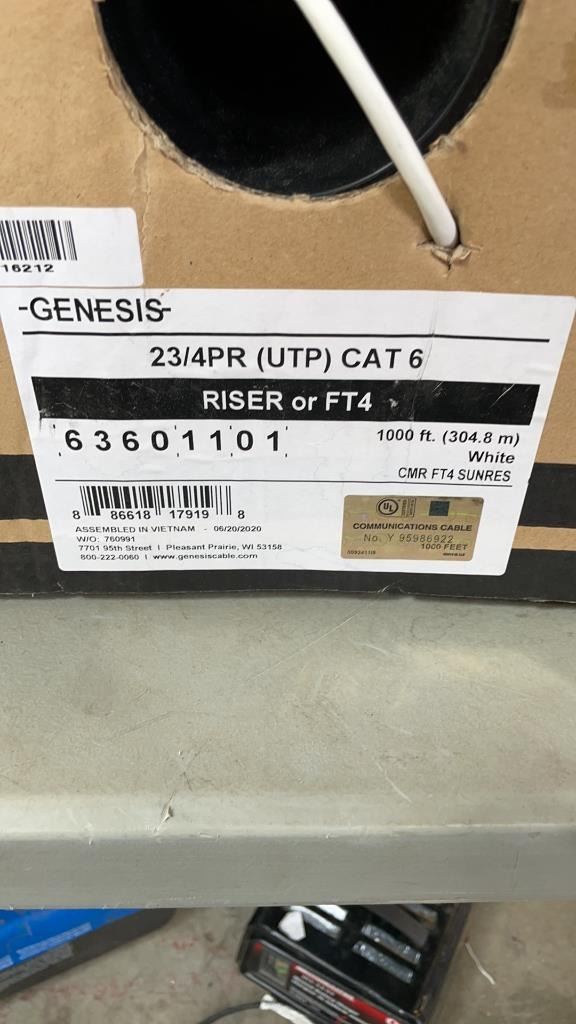 16212
-GENESIS-
23/4PR (UTP) CAT 6
RISER or FT4
63601101
1000 ft. (304.8 m)
White
CMR FT4 SUNRES
8 86618 17919 8
ASSEMBLED IN VIETNAM - 06/20/2020
W/O: 760991
7701 95th Street | Pleasant Prairie, WI 53158
800-222-0060 | www.genesiscable.com
UL
COMMUNICATIONS CABLE
No. Y 95986922
1000 FEET